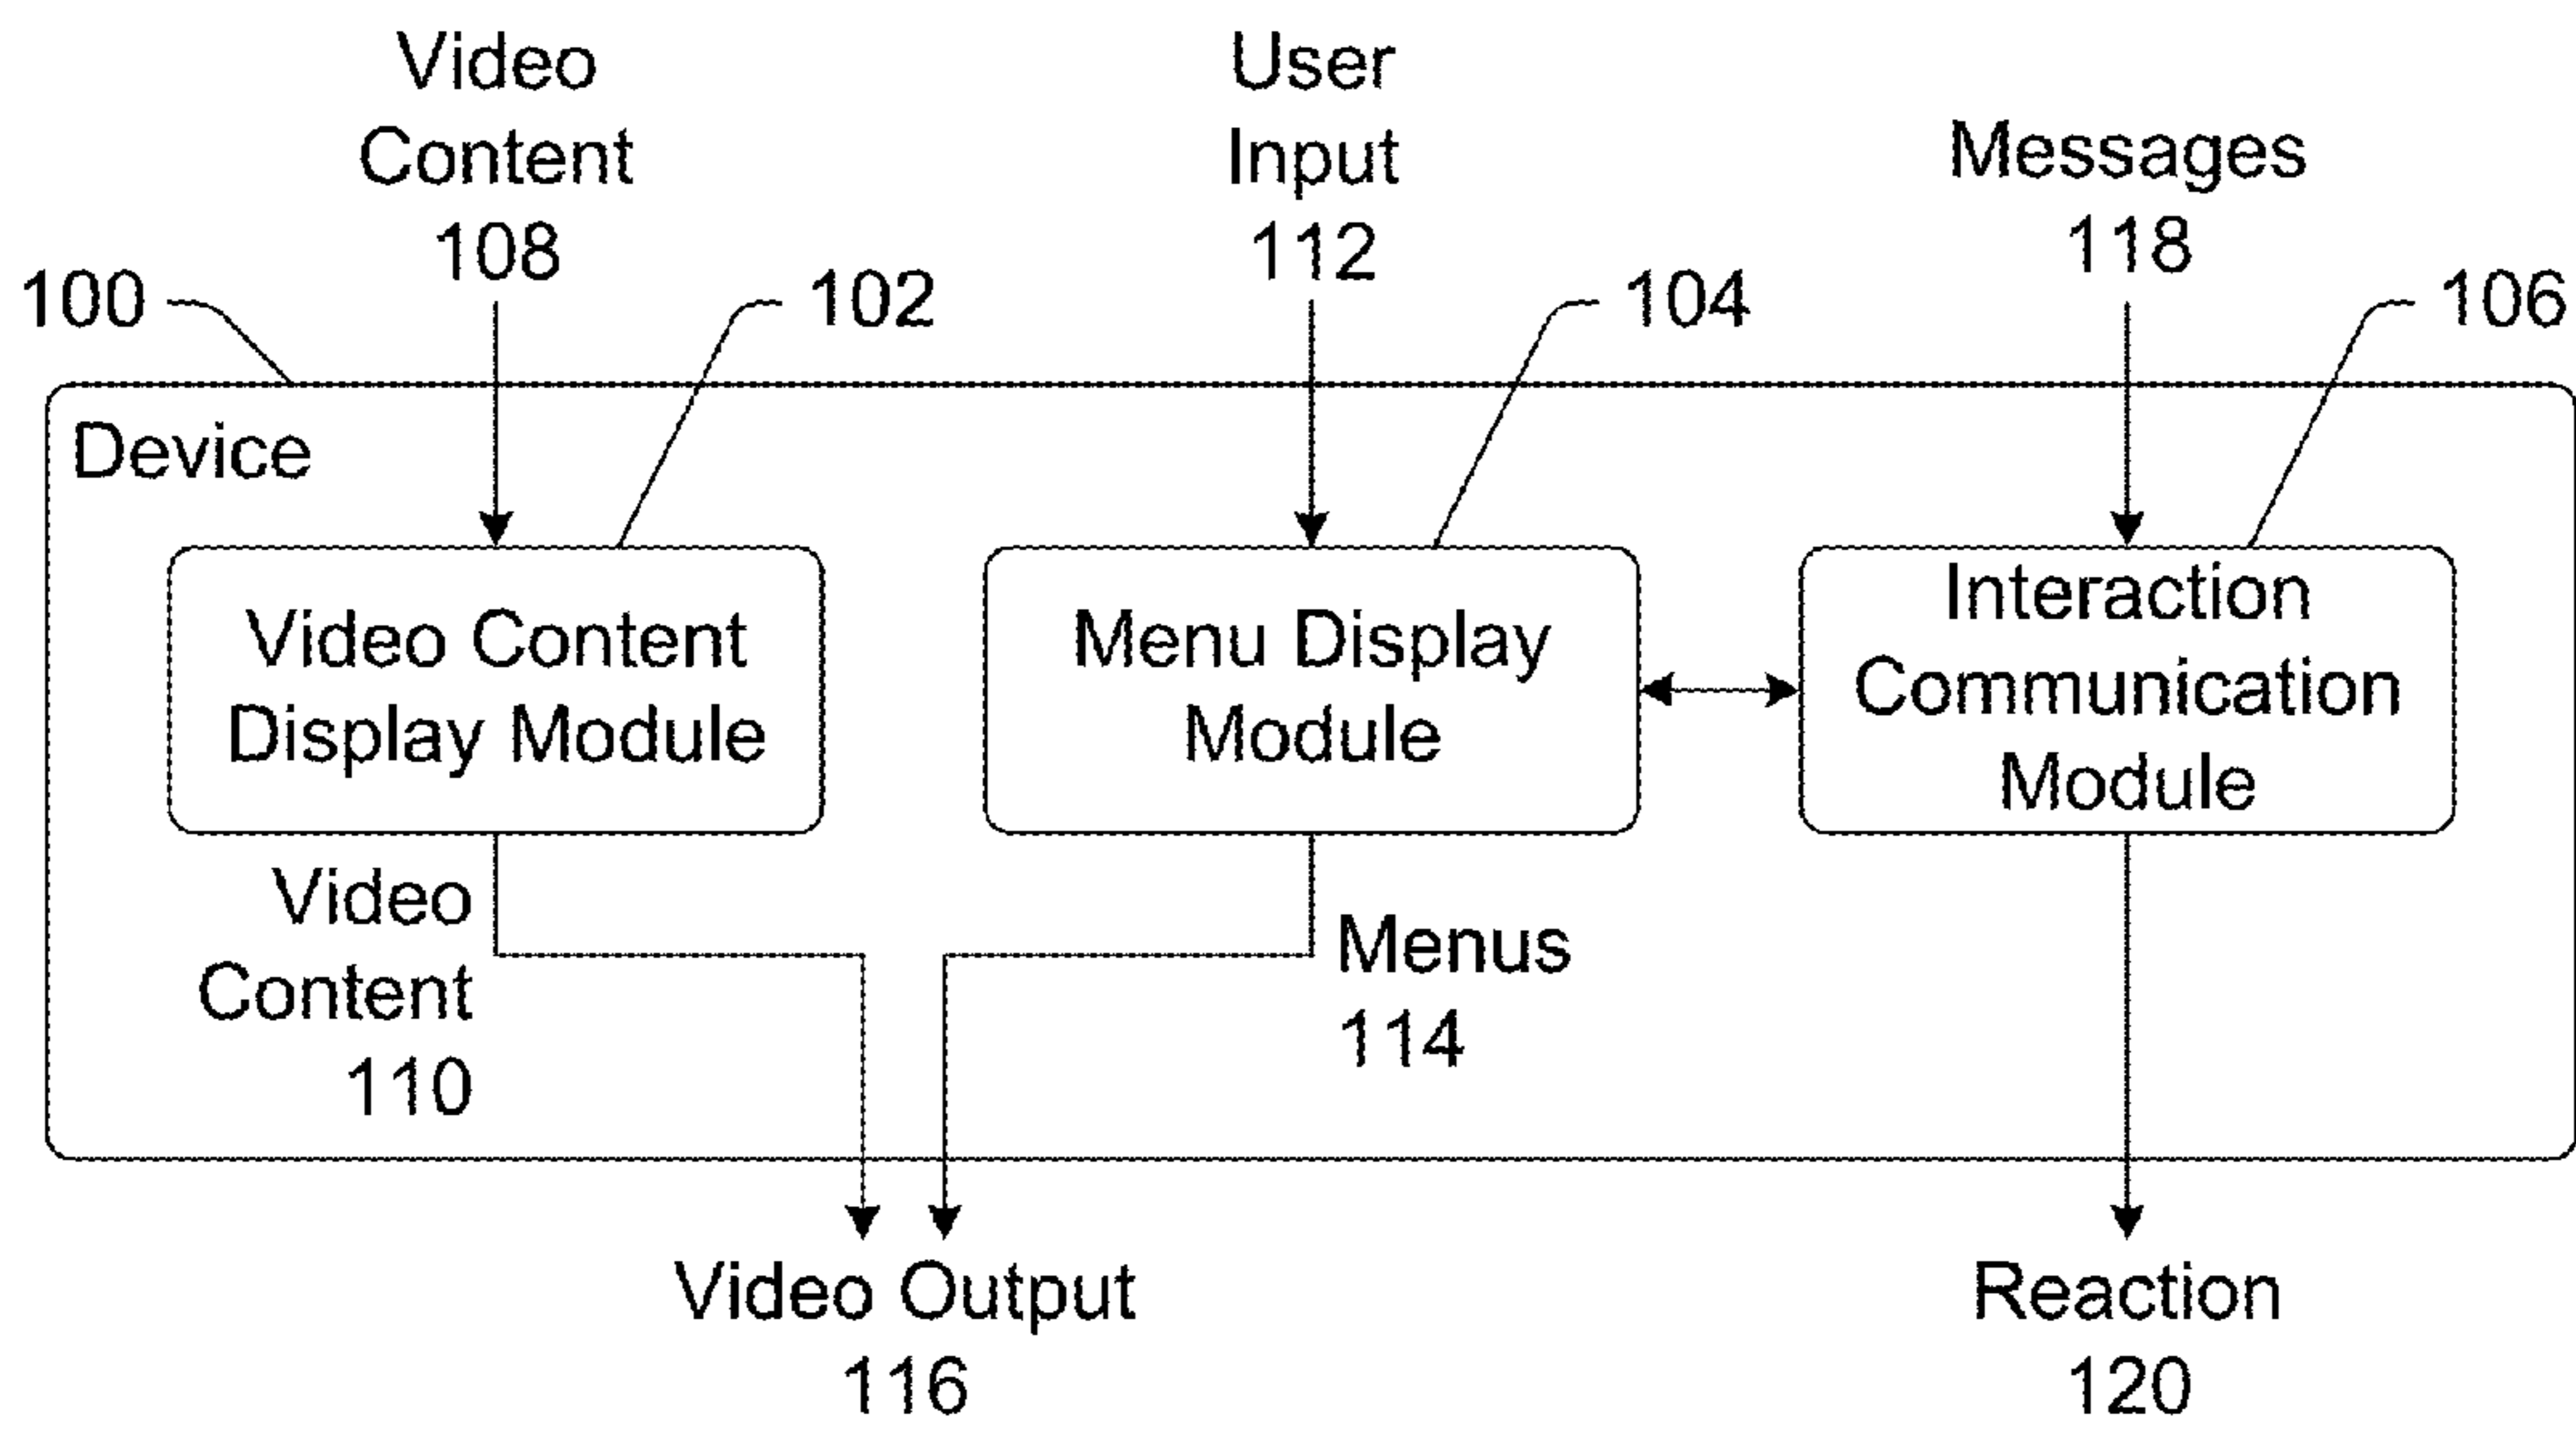 Video
Content
108
User
Input
112
Messages
118
100
102
104
106
Device
Video Content
Display Module
Menu Display
Module
Interaction
Communication
Module
Video
Content
110
Menus
114
Video Output
116
Reaction
120